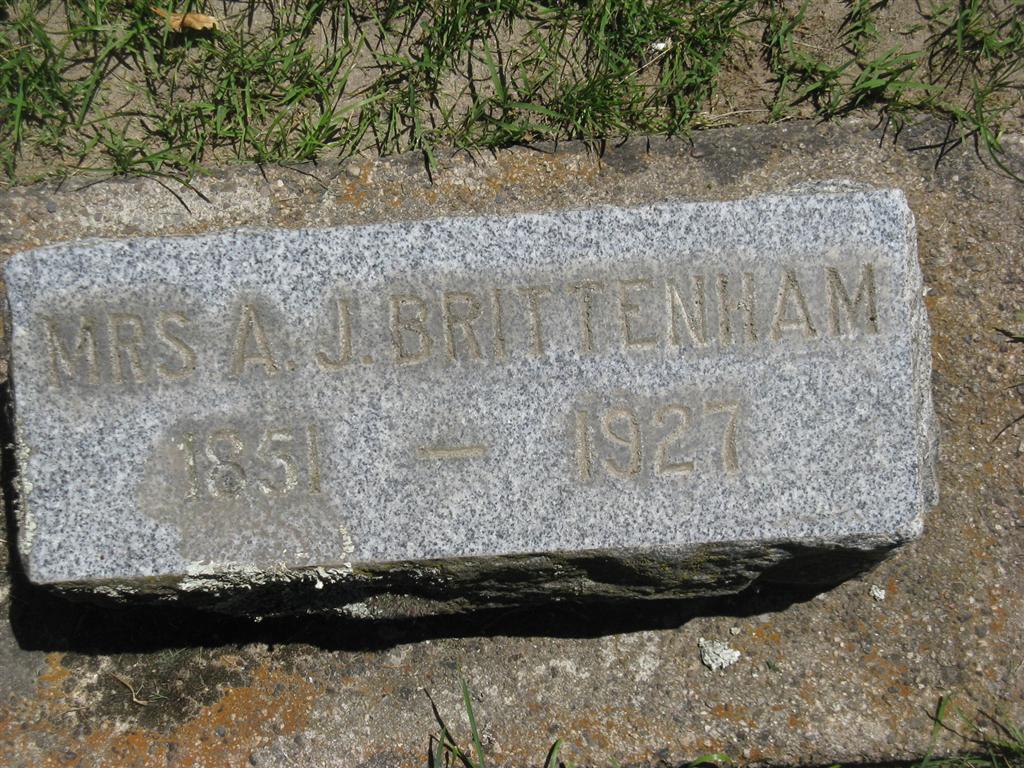 MRS A. J. BRITTENHAM
1851 — 1927